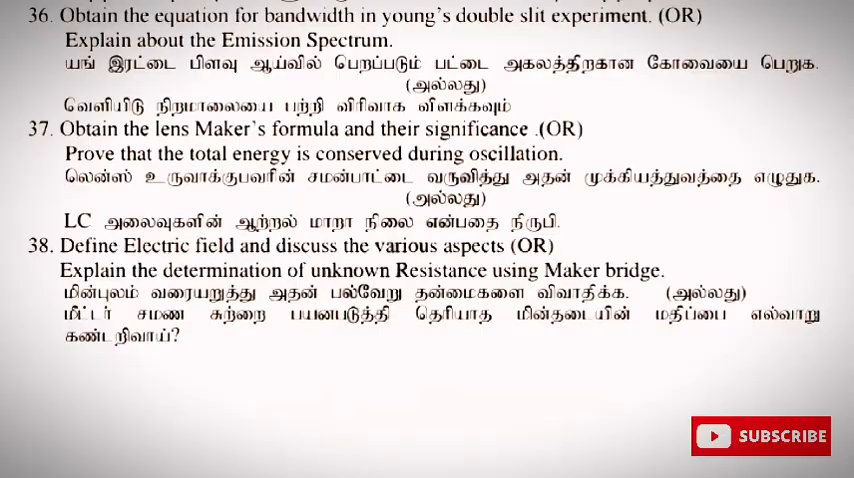 36. Obtain the equation for bandwidth in young's double slit experiment. (OR)
Explain about the Emission Spectrum.
யங் இரட்டை பிளவு ஆய்வில் பெறப்படும் பட்டை அகலத்திறகான கோவையை பெறுக.
(அல்லது)
வெளியிடு நிறமாலையை பற்றி விரிவாக விளக்கவும்
37. Obtain the lens Maker's formula and their significance .(OR)
Prove that the total energy is conserved during oscillation.
லென்ஸ் உருவாக்குபவரின் சமன்பாட்டை வருவித்து அதன் முக்கியத்துவத்தை எழுதுக.
(அல்லது)
LC அலைவுகளின் ஆற்றல் மாறா நிலை என்பதை நிருபி.
38. Define Electric field and discuss the various aspects (OR)
Explain the determination of unknown Resistance using Maker bridge.
மின்புலம் வரையறுத்து அதன் பல்வேறு தன்மைகளை விவாதிக்க. (அல்லது)
மீட்டர் சமண சுற்றை பயனபடுத்தி தெரியாத மின்தடையின் மதிப்பை எல்வாறு
கண்டறிவாய்?
SUBSCRIBE